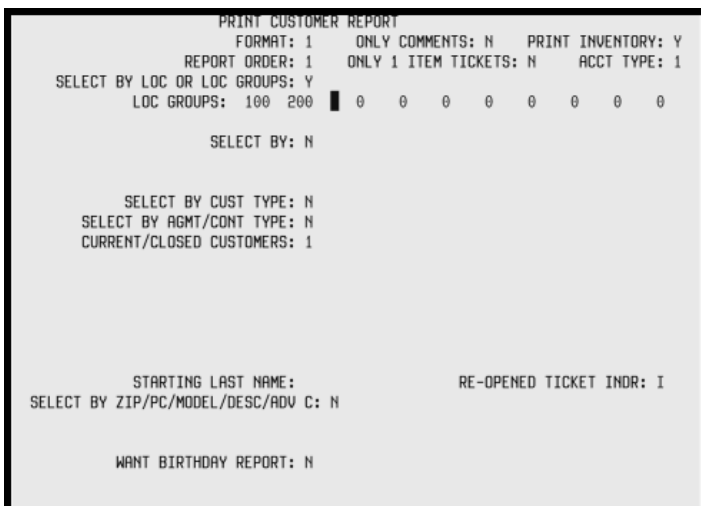 PRINT CUSTOMER REPORT
FORMAT: 1 ONLY COMMENTS: N PRINT INVENTORY: Y
REPORT ORDER: 1 ONLY 1 ITEM TICKETS: N ACCT TYPE: 1
SELECT BY LOC OR LOC GROUPS: Y
LOC GROUPS: 100 200 0 0 0 0 0 0 0 0
SELECT BY: N
SELECT BY CUST TYPE: N
SELECT BY AGMT/CONT TYPE: N
CURRENT/CLOSED CUSTOMERS: 1
STARTING LAST NAME: RE-OPENED TICKET INDR: I
SELECT BY ZIP/PC/MODEL/DESC/ADV C: N
WANT BIRTHDAY REPORT: N